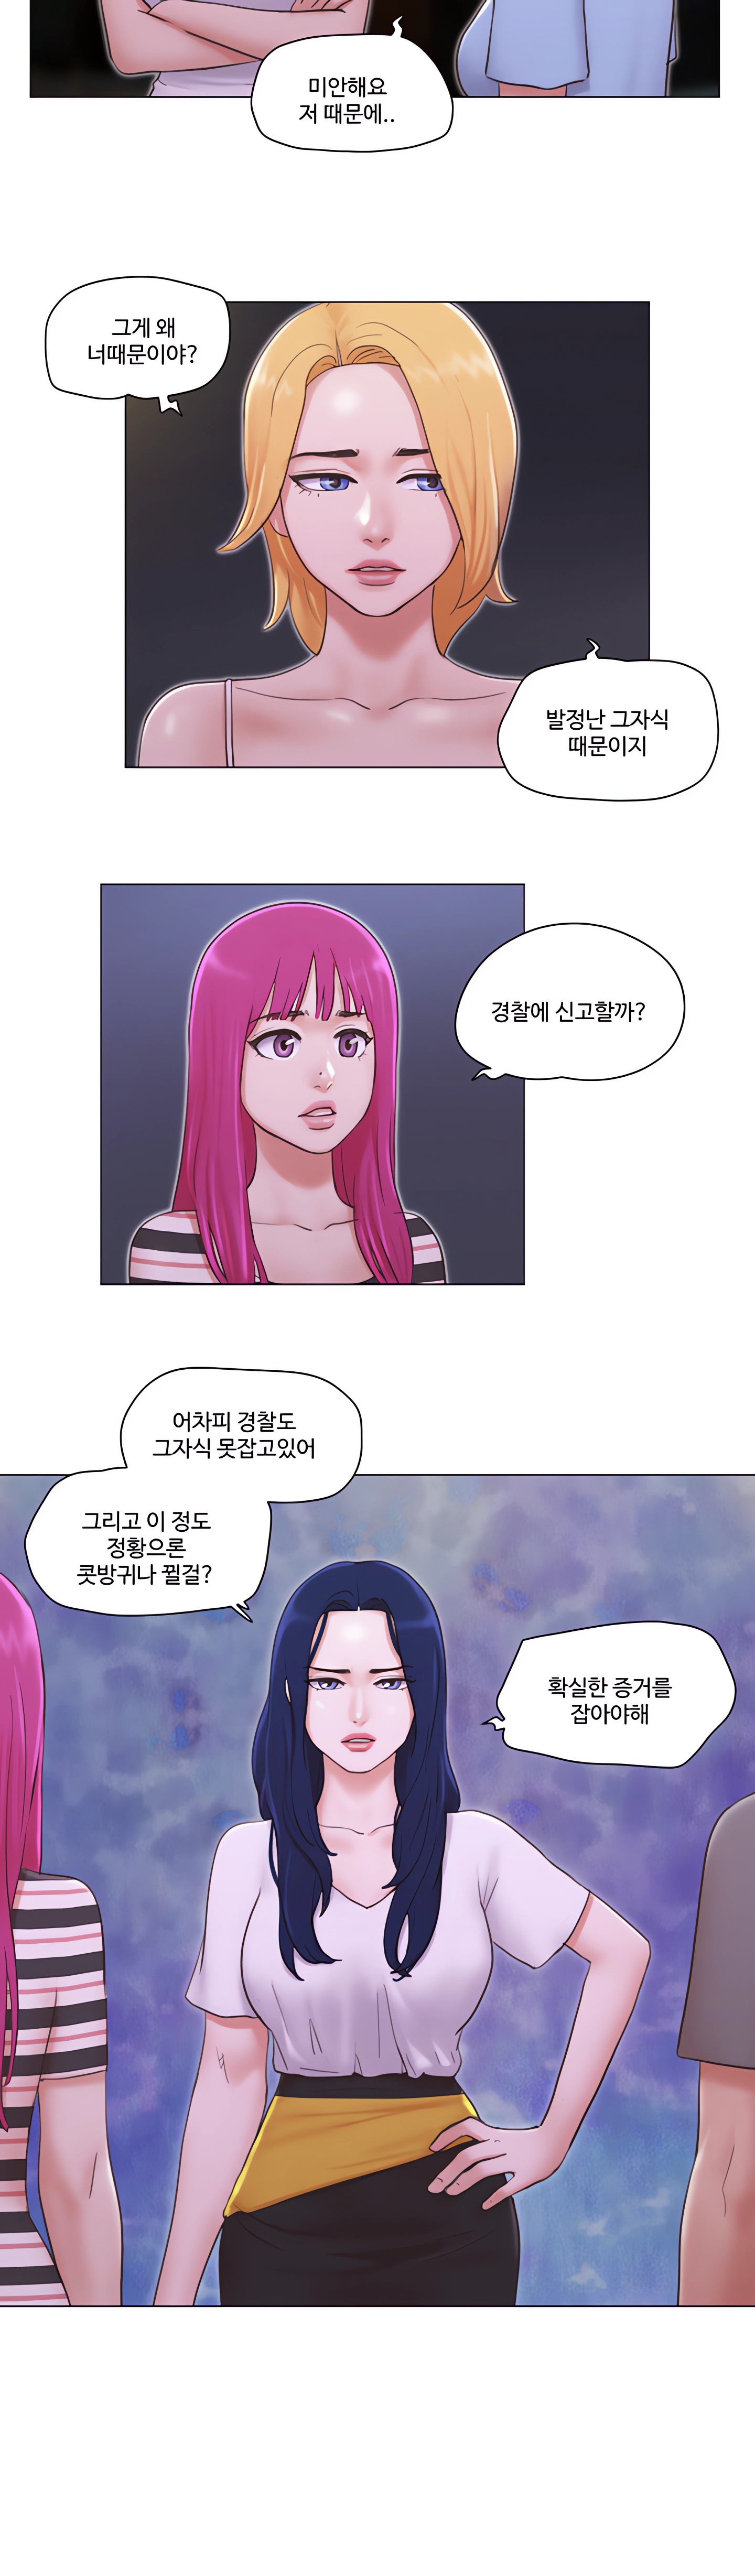 미안해요
저 때문에..
그게 왜
너때문이야?
발정난 그자식
때문이지
경찰에 신고할까?
어차피 경찰도
그자식 못잡고있어
그리고 이 정도
정황으론
콧방귀나 뀔걸?
확실한 증거를
잡아야해